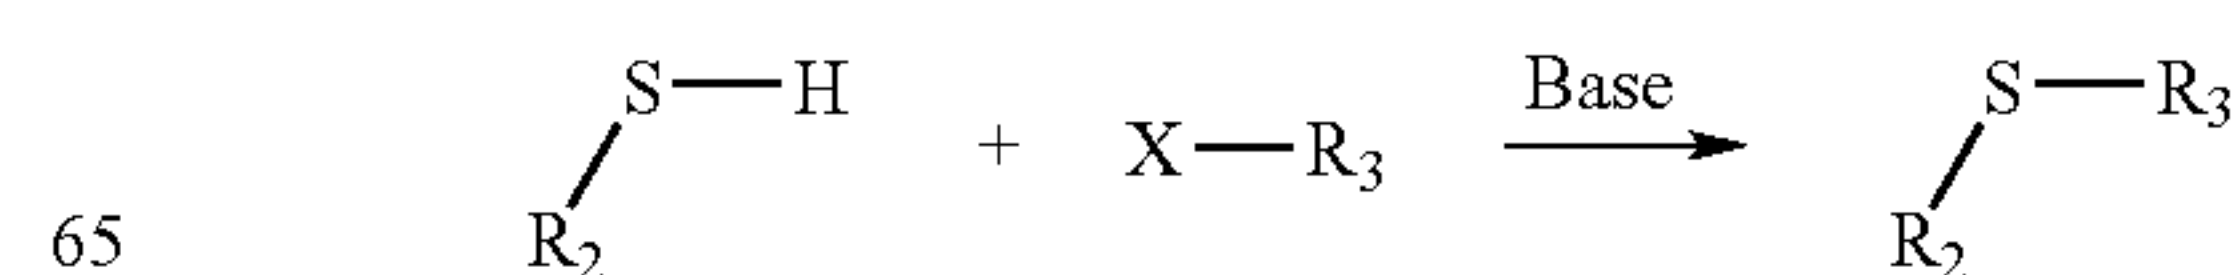 S—H + X—R₃ Base S—R₃
65 R₂ R₂